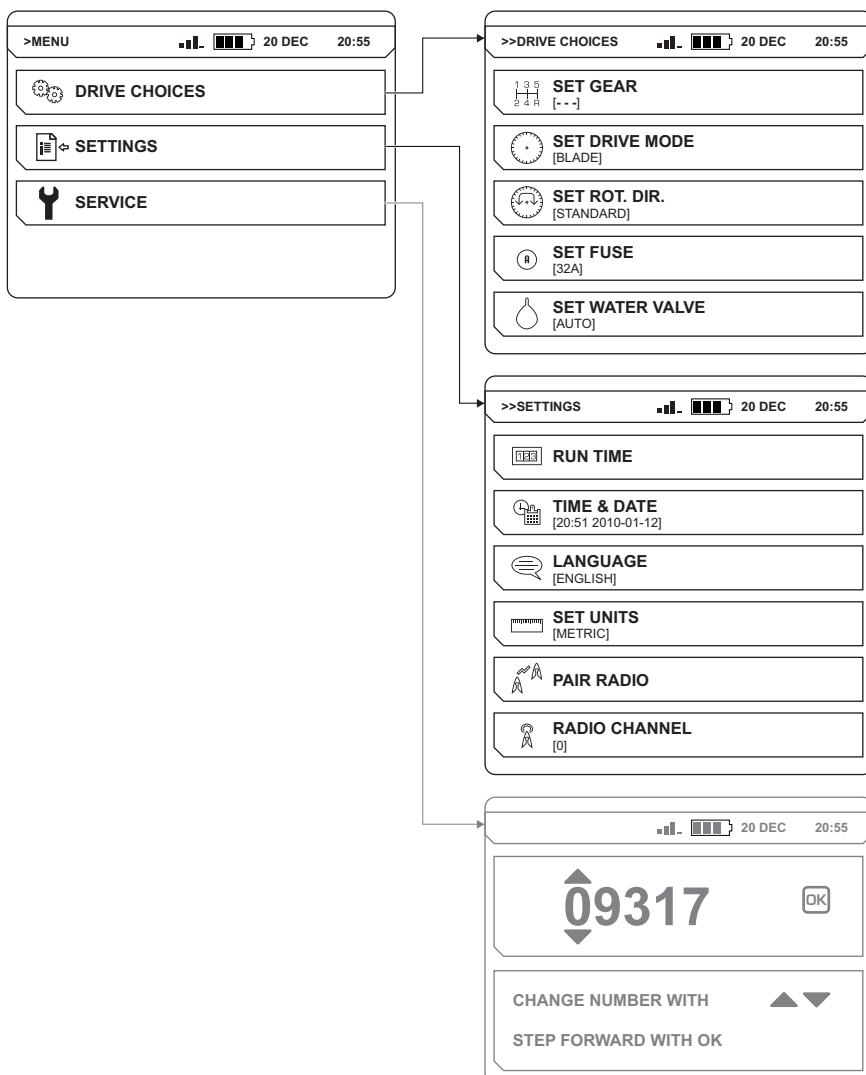 >MENU 20 DEC 20:55
DRIVE CHOICES
SETTINGS
SERVICE
>>DRIVE CHOICES 20 DEC 20:55
1 3 5
2 4 R
SET GEAR
[---]
SET DRIVE MODE
[BLADE]
SET ROT. DIR.
[STANDARD]
A
SET FUSE
[32A]
SET WATER VALVE
[AUTO]
>>SETTINGS 20 DEC 20:55
123
RUN TIME
TIME & DATE
[20:51 2010-01-12]
LANGUAGE
[ENGLISH]
SET UNITS
[METRIC]
PAIR RADIO
RADIO CHANNEL
[0]
20 DEC 20:55
09317 OK
CHANGE NUMBER WITH
STEP FORWARD WITH OK